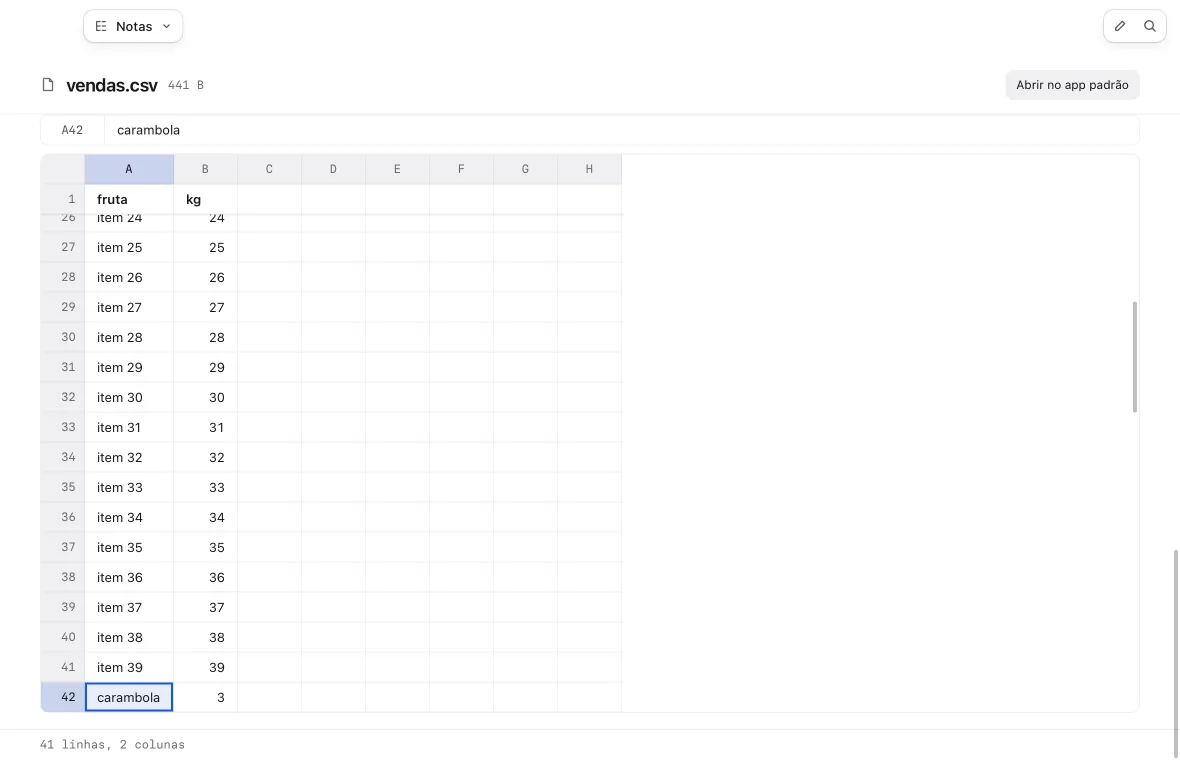 Notas
vendas.csv 441 B
Abrir no app padrão
A42 carambola
A B C D E F G H
1 fruta kg
26 item 24 24
27 item 25 25
28 item 26 26
29 item 27 27
30 item 28 28
31 item 29 29
32 item 30 30
33 item 31 31
34 item 32 32
35 item 33 33
36 item 34 34
37 item 35 35
38 item 36 36
39 item 37 37
40 item 38 38
41 item 39 39
42 carambola 3
41 linhas, 2 colunas